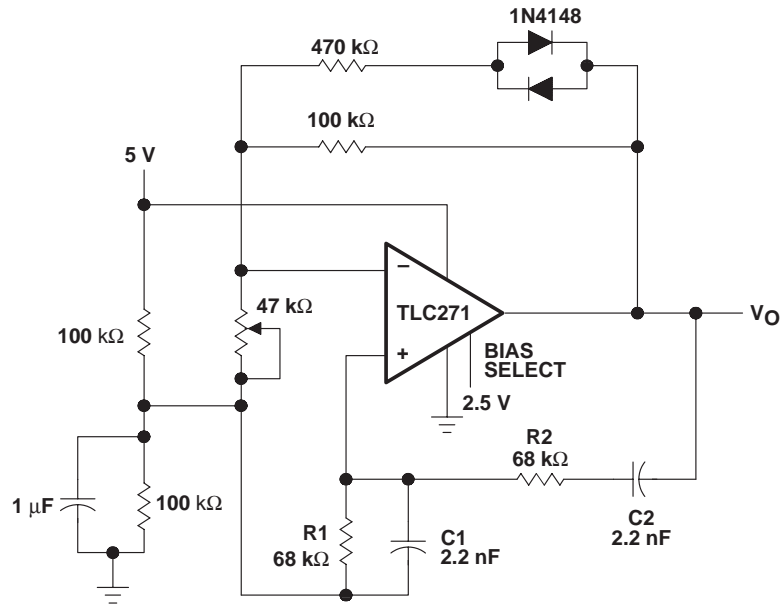 1N4148
470 kΩ
100 kΩ
5 V
−
47 kΩ
TLC271
VO
100 kΩ
+
BIAS
SELECT
2.5 V
R2
68 kΩ
1 μF
100 kΩ
R1
68 kΩ
C1
2.2 nF
C2
2.2 nF